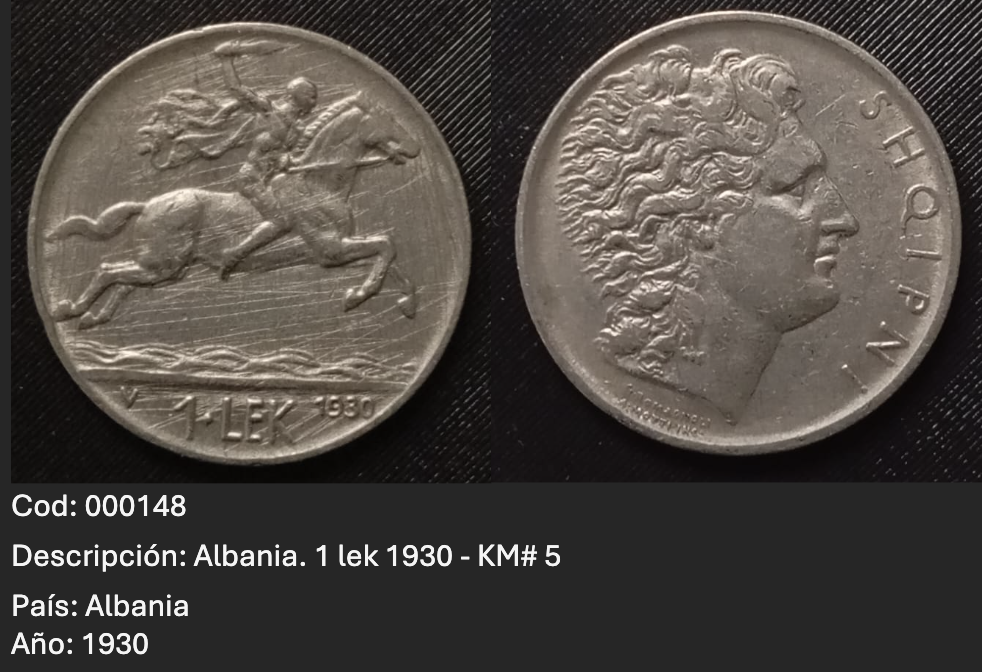 V
1·LEK 1930
SHQIPNI
Cod: 000148
Descripción: Albania. 1 lek 1930 - KM# 5
País: Albania
Año: 1930